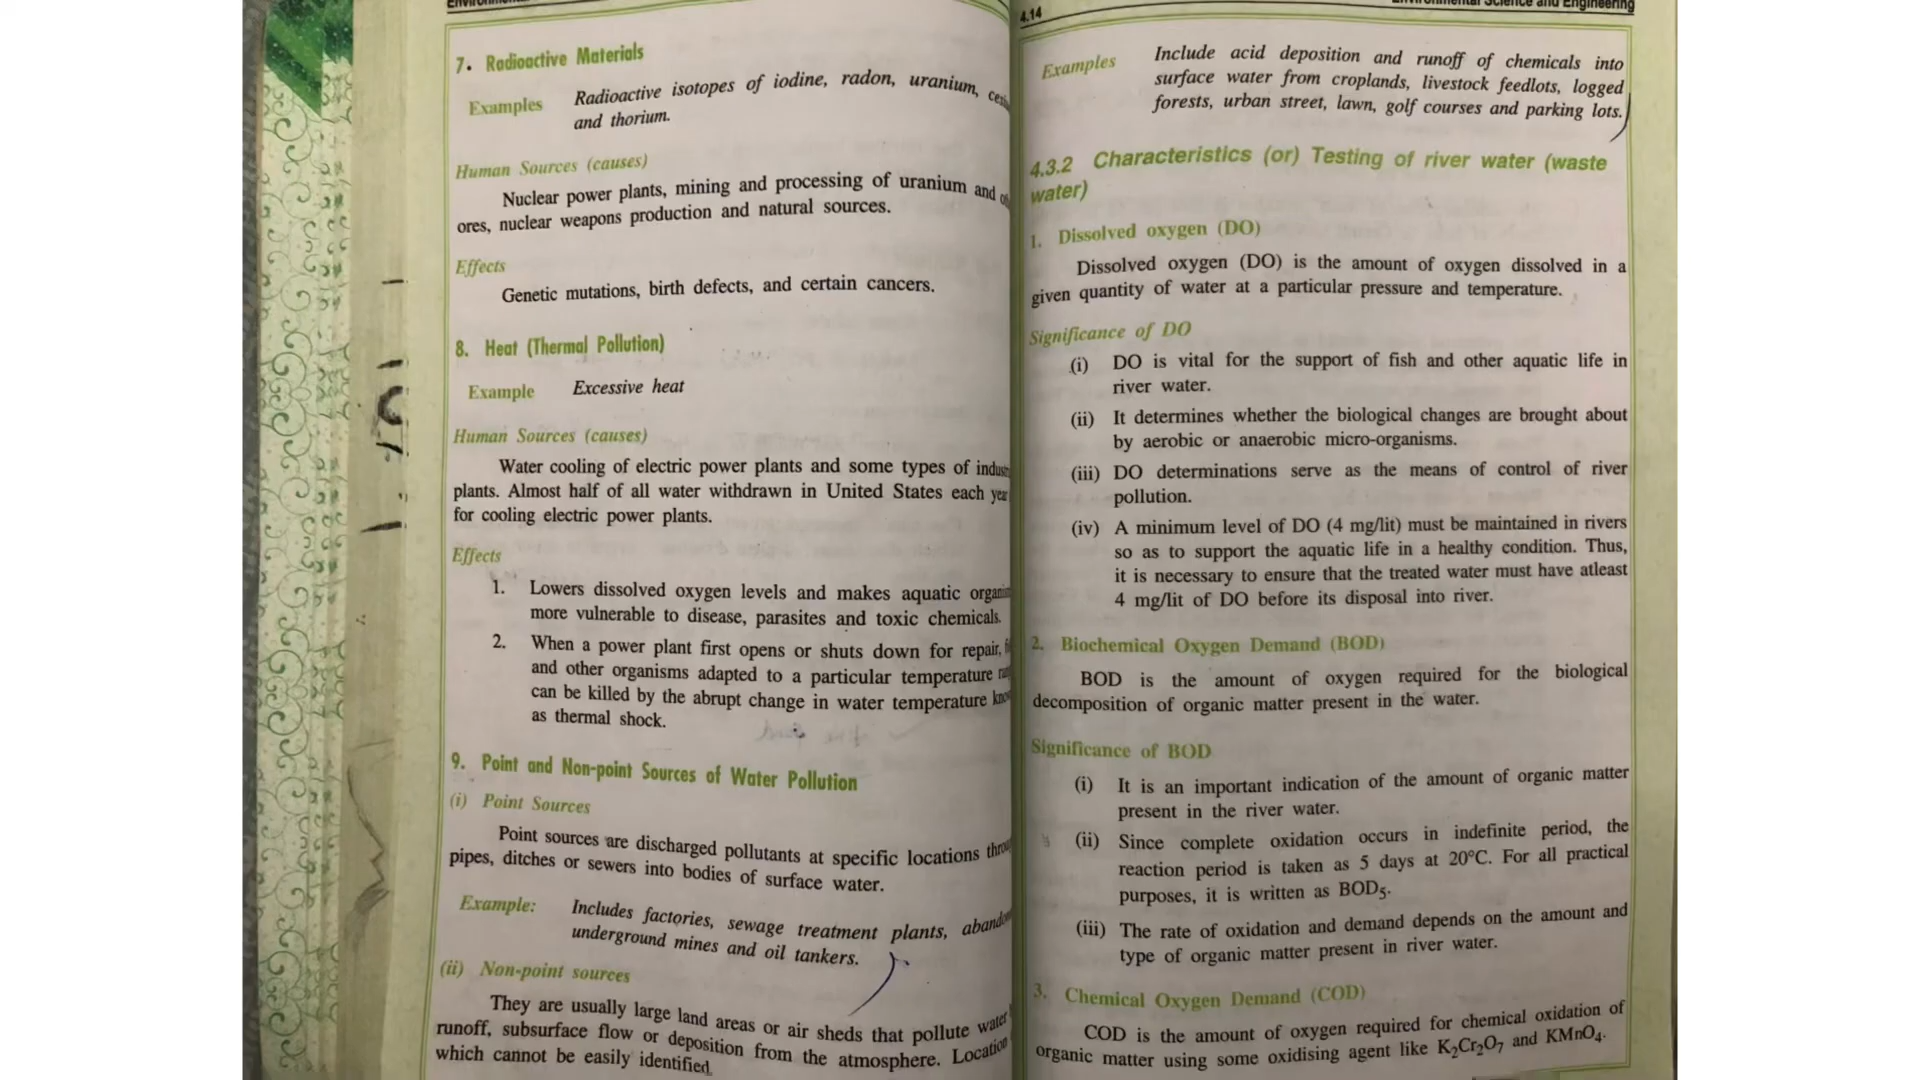 7. Radioactive Materials
Examples Radioactive isotopes of iodine, radon, uranium,
and thorium.
Human Sources (causes)
Nuclear power plants, mining and processing of uranium and
ores, nuclear weapons production and natural sources.
Effects
Genetic mutations, birth defects, and certain cancers.
8. Heat (Thermal Pollution)
Example Excessive heat
Human Sources (causes)
Water cooling of electric power plants and some types of
plants. Almost half of all water withdrawn in United States each
for cooling electric power plants.
Effects
1. Lowers dissolved oxygen levels and makes aquatic
more vulnerable to disease, parasites and toxic chemicals.
2. When a power plant first opens or shuts down for repair,
and other organisms adapted to a particular temperature
can be killed by the abrupt change in water temperature
as thermal shock.
9. Point and Non-point Sources of Water Pollution
(i) Point Sources
Point sources are discharged pollutants at specific locations
pipes, ditches or sewers into bodies of surface water.
Example: Includes factories, sewage treatment plants,
underground mines and oil tankers.
(ii) Non-point sources
They are usually large land areas or air sheds that pollute water
runoff, subsurface flow or deposition from the atmosphere. Location
which cannot be easily identified.
4.14 Environmental Science and Engineering
Examples Include acid deposition and runoff of chemicals into
surface water from croplands, livestock feedlots, logged
forests, urban street, lawn, golf courses and parking lots.
4.3.2 Characteristics (or) Testing of river water (waste
water)
1. Dissolved oxygen (DO)
Dissolved oxygen (DO) is the amount of oxygen dissolved in a
given quantity of water at a particular pressure and temperature.
Significance of DO
(i) DO is vital for the support of fish and other aquatic life in
river water.
(ii) It determines whether the biological changes are brought about
by aerobic or anaerobic micro-organisms.
(iii) DO determinations serve as the means of control of river
pollution.
(iv) A minimum level of DO (4 mg/lit) must be maintained in rivers
so as to support the aquatic life in a healthy condition. Thus,
it is necessary to ensure that the treated water must have atleast
4 mg/lit of DO before its disposal into river.
2. Biochemical Oxygen Demand (BOD)
BOD is the amount of oxygen required for the biological
decomposition of organic matter present in the water.
Significance of BOD
(i) It is an important indication of the amount of organic matter
present in the river water.
(ii) Since complete oxidation occurs in indefinite period, the
reaction period is taken as 5 days at 20°C. For all practical
purposes, it is written as BOD₅.
(iii) The rate of oxidation and demand depends on the amount and
type of organic matter present in river water.
3. Chemical Oxygen Demand (COD)
COD is the amount of oxygen required for chemical oxidation of
organic matter using some oxidising agent like K₂Cr₂O₇ and KMnO₄.